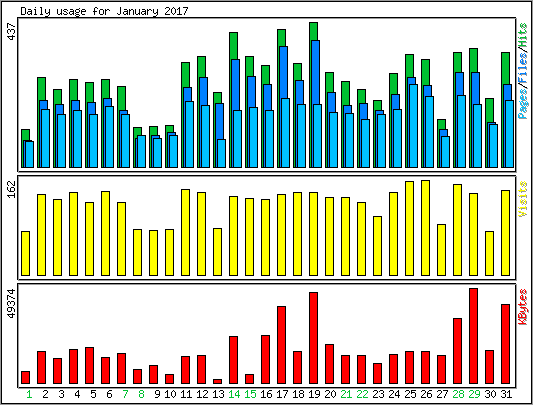 Daily usage for January 2017
437
Pages/Files/Hits
162
Visits
49374
KBytes
1 2 3 4 5 6 7 8 9 10 11 12 13 14 15 16 17 18 19 20 21 22 23 24 25 26 27 28 29 30 31